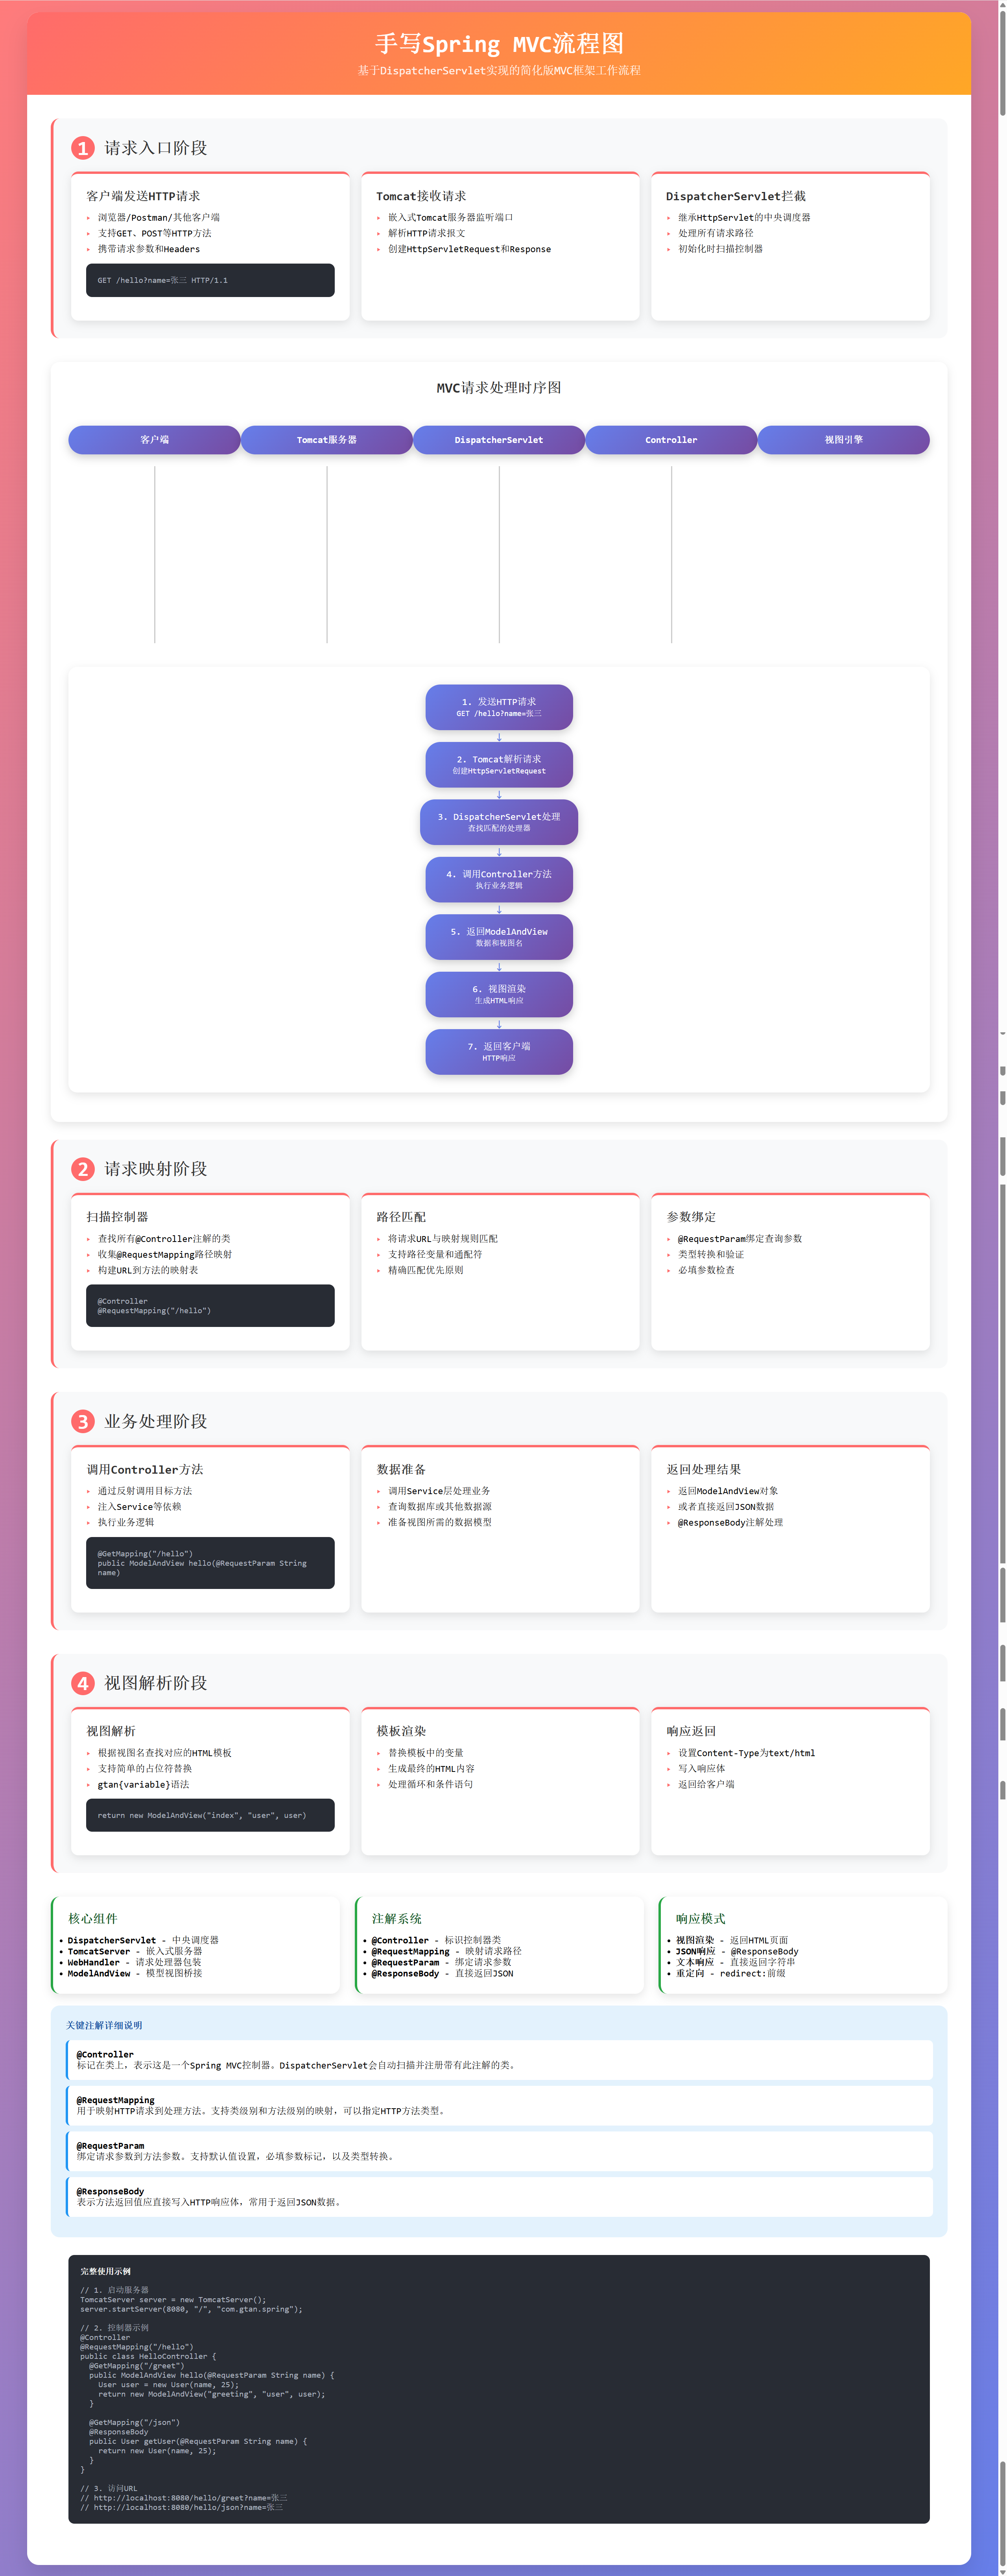 手写Spring MVC流程图
基于DispatcherServlet实现的简化版MVC框架工作流程
1 请求入口阶段
客户端发送HTTP请求
浏览器/Postman/其他客户端
支持GET、POST等HTTP方法
携带请求参数和Headers
GET /hello?name=张三 HTTP/1.1
Tomcat接收请求
嵌入式Tomcat服务器监听端口
解析HTTP请求报文
创建HttpServletRequest和Response
DispatcherServlet拦截
继承HttpServlet的中央调度器
处理所有请求路径
初始化时扫描控制器
MVC请求处理时序图
客户端
Tomcat服务器
DispatcherServlet
Controller
视图引擎
1. 发送HTTP请求
GET /hello?name=张三
↓
2. Tomcat解析请求
创建HttpServletRequest
↓
3. DispatcherServlet处理
查找匹配的处理器
↓
4. 调用Controller方法
执行业务逻辑
↓
5. 返回ModelAndView
数据和视图名
↓
6. 视图渲染
生成HTML响应
↓
7. 返回客户端
HTTP响应
2 请求映射阶段
扫描控制器
查找所有@Controller注解的类
收集@RequestMapping路径映射
构建URL到方法的映射表
@Controller
@RequestMapping("/hello")
路径匹配
将请求URL与映射规则匹配
支持路径变量和通配符
精确匹配优先原则
参数绑定
@RequestParam绑定查询参数
类型转换和验证
必填参数检查
3 业务处理阶段
调用Controller方法
通过反射调用目标方法
注入Service等依赖
执行业务逻辑
@GetMapping("/hello")
public ModelAndView hello(@RequestParam String
name)
数据准备
调用Service层处理业务
查询数据库或其他数据源
准备视图所需的数据模型
返回处理结果
返回ModelAndView对象
或者直接返回JSON数据
@ResponseBody注解处理
4 视图解析阶段
视图解析
根据视图名查找对应的HTML模板
支持简单的占位符替换
gtan{variable}语法
return new ModelAndView("index", "user", user)
模板渲染
替换模板中的变量
生成最终的HTML内容
处理循环和条件语句
响应返回
设置Content-Type为text/html
写入响应体
返回给客户端
核心组件
DispatcherServlet - 中央调度器
TomcatServer - 嵌入式服务器
WebHandler - 请求处理器包装
ModelAndView - 模型视图桥接
注解系统
@Controller - 标识控制器类
@RequestMapping - 映射请求路径
@RequestParam - 绑定请求参数
@ResponseBody - 直接返回JSON
响应模式
视图渲染 - 返回HTML页面
JSON响应 - @ResponseBody
文本响应 - 直接返回字符串
重定向 - redirect:前缀
关键注解详细说明
@Controller
标记在类上，表示这是一个Spring MVC控制器。DispatcherServlet会自动扫描并注册带有此注解的类。
@RequestMapping
用于映射HTTP请求到处理方法。支持类级别和方法级别的映射，可以指定HTTP方法类型。
@RequestParam
绑定请求参数到方法参数。支持默认值设置，必填参数标记，以及类型转换。
@ResponseBody
表示方法返回值应直接写入HTTP响应体，常用于返回JSON数据。
完整使用示例
// 1. 启动服务器
TomcatServer server = new TomcatServer();
server.startServer(8080, "/", "com.gtan.spring");
// 2. 控制器示例
@Controller
@RequestMapping("/hello")
public class HelloController {
@GetMapping("/greet")
public ModelAndView hello(@RequestParam String name) {
User user = new User(name, 25);
return new ModelAndView("greeting", "user", user);
}
@GetMapping("/json")
@ResponseBody
public User getUser(@RequestParam String name) {
return new User(name, 25);
}
}
// 3. 访问URL
// http://localhost:8080/hello/greet?name=张三
// http://localhost:8080/hello/json?name=张三